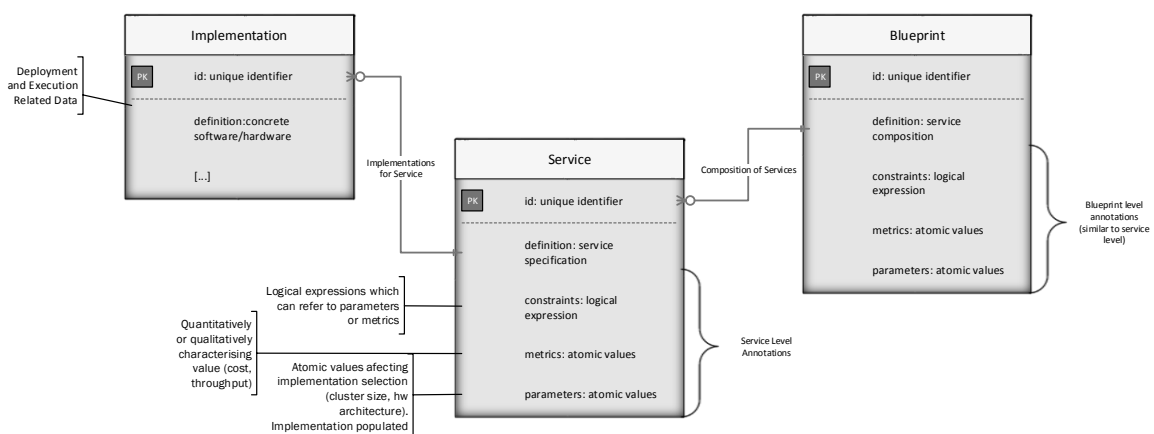 Implementation
PK
id: unique identifier
definition:concrete
software/hardware
[...]
Deployment
and Execution
Related Data
Implementations
for Service
Service
PK
id: unique identifier
definition: service
specification
constraints: logical
expression
metrics: atomic values
parameters: atomic values
Logical expressions which
can refer to parameters
or metrics
Quantitatively
or qualitatively
characterising
value (cost,
throughput)
Atomic values afecting
implementation selection
(cluster size, hw
architecture).
Implementation populated
Service Level
Annotations
Composition of Services
Blueprint
PK
id: unique identifier
definition: service
composition
constraints: logical
expression
metrics: atomic values
parameters: atomic values
Blueprint level
annotations
(similar to service
level)